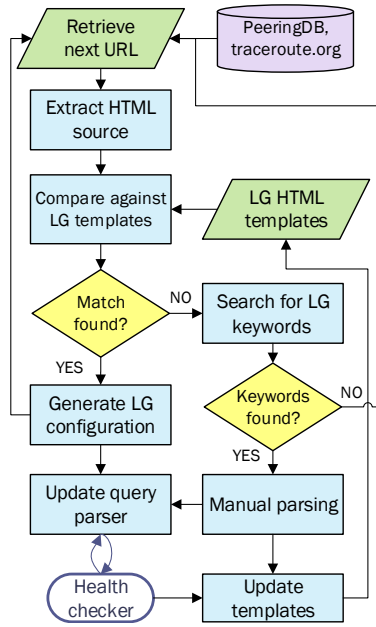 Retrieve
next URL
PeeringDB,
traceroute.org
Extract HTML
source
Compare against
LG templates
LG HTML
templates
Match
found?
NO
Search for LG
keywords
YES
Generate LG
configuration
Keywords
found?
NO
YES
Update query
parser
Manual parsing
Health
checker
Update
templates